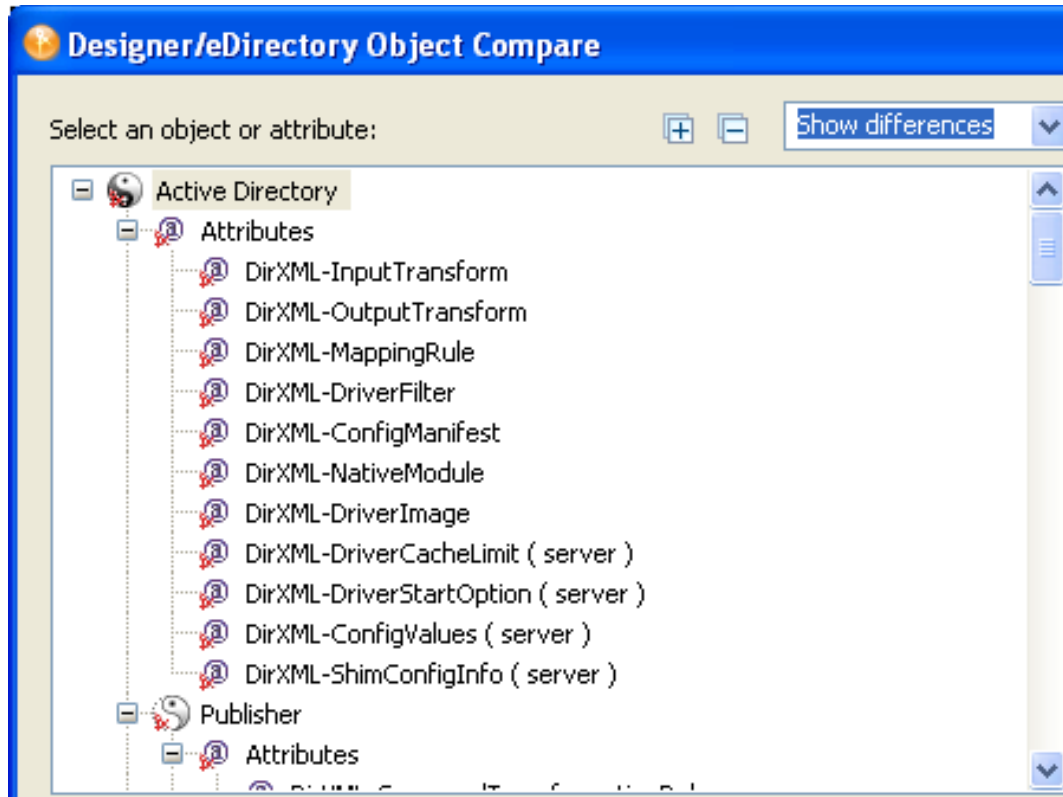 Designer/eDirectory Object Compare
Select an object or attribute:
Show differences
Active Directory
Attributes
DirXML-InputTransform
DirXML-OutputTransform
DirXML-MappingRule
DirXML-DriverFilter
DirXML-ConfigManifest
DirXML-NativeModule
DirXML-DriverImage
DirXML-DriverCacheLimit ( server )
DirXML-DriverStartOption ( server )
DirXML-ConfigValues ( server )
DirXML-ShimConfigInfo ( server )
Publisher
Attributes